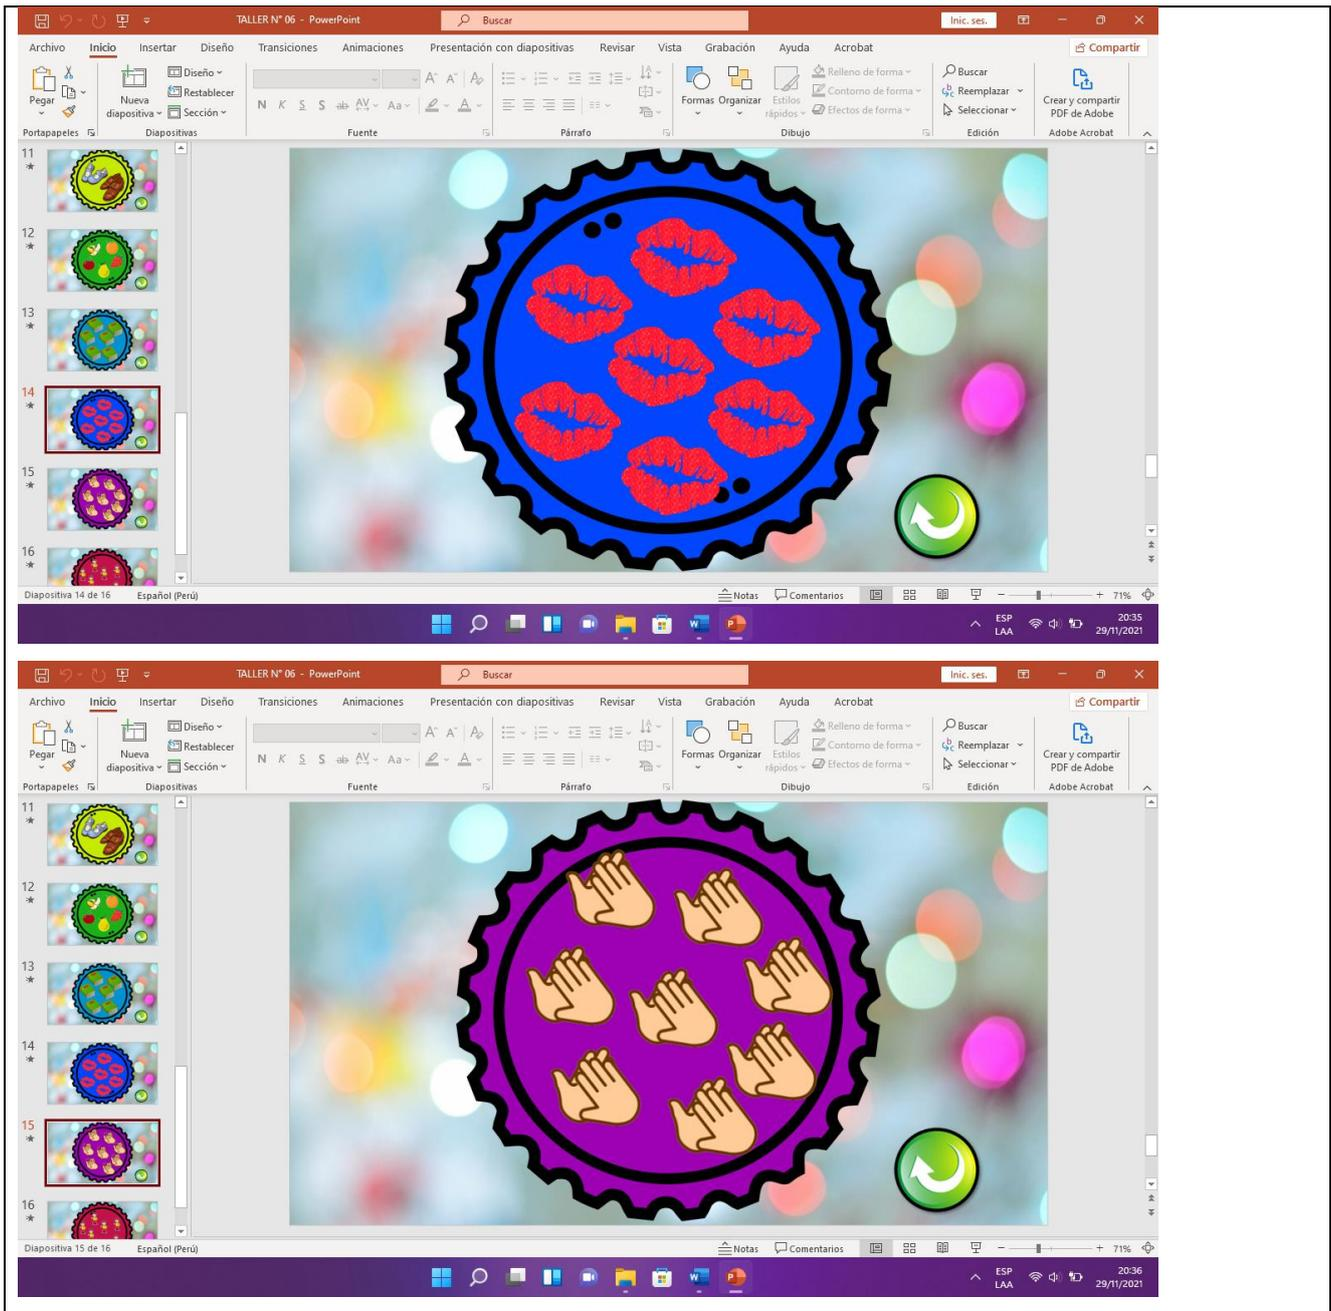 TALLER N° 06 - PowerPoint
Buscar
Inic. ses.
Archivo Inicio Insertar Diseño Transiciones Animaciones Presentación con diapositivas Revisar Vista Grabación Ayuda Acrobat Compartir
Pegar
Nueva diapositiva
Diseño
Restablecer
Sección
N K S S ab AV Aa A
Formas Organizar Estilos rápidos
Relleno de forma
Contorno de forma
Efectos de forma
Buscar
Reemplazar
Seleccionar
Crear y compartir PDF de Adobe
Portapapeles Diapositivas Fuente Párrafo Dibujo Edición Adobe Acrobat
11
12
13
14
15
16
Diapositiva 14 de 16 Español (Perú) Notas Comentarios 71%
ESP
LAA
20:35
29/11/2021
TALLER N° 06 - PowerPoint
Buscar
Inic. ses.
Archivo Inicio Insertar Diseño Transiciones Animaciones Presentación con diapositivas Revisar Vista Grabación Ayuda Acrobat Compartir
Pegar
Nueva diapositiva
Diseño
Restablecer
Sección
N K S S ab AV Aa A
Formas Organizar Estilos rápidos
Relleno de forma
Contorno de forma
Efectos de forma
Buscar
Reemplazar
Seleccionar
Crear y compartir PDF de Adobe
Portapapeles Diapositivas Fuente Párrafo Dibujo Edición Adobe Acrobat
11
12
13
14
15
16
Diapositiva 15 de 16 Español (Perú) Notas Comentarios 71%
ESP
LAA
20:36
29/11/2021